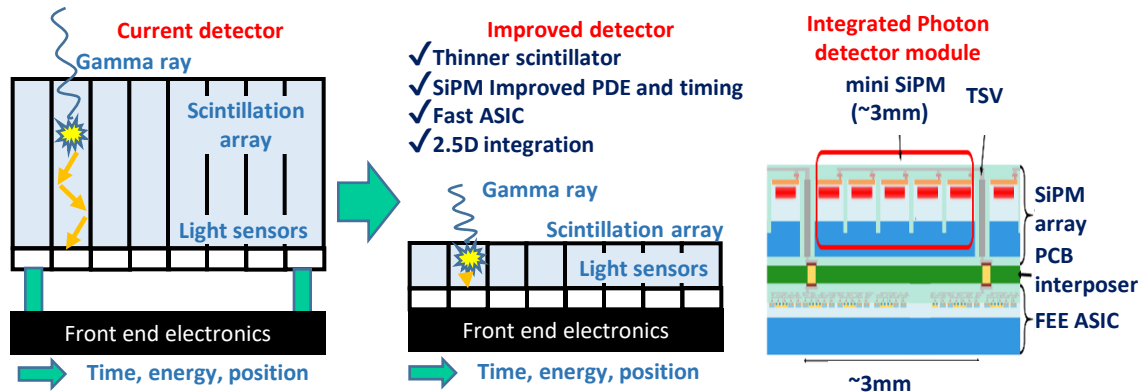 Current detector
Gamma ray
Scintillation
array
Light sensors
Front end electronics
Time, energy, position
Improved detector
✓ Thinner scintillator
✓ SiPM Improved PDE and timing
✓ Fast ASIC
✓ 2.5D integration
Gamma ray
Scintillation array
Light sensors
Front end electronics
Time, energy, position
Integrated Photon
detector module
mini SiPM
(~3mm)
TSV
SiPM
array
PCB
interposer
FEE ASIC
~3mm